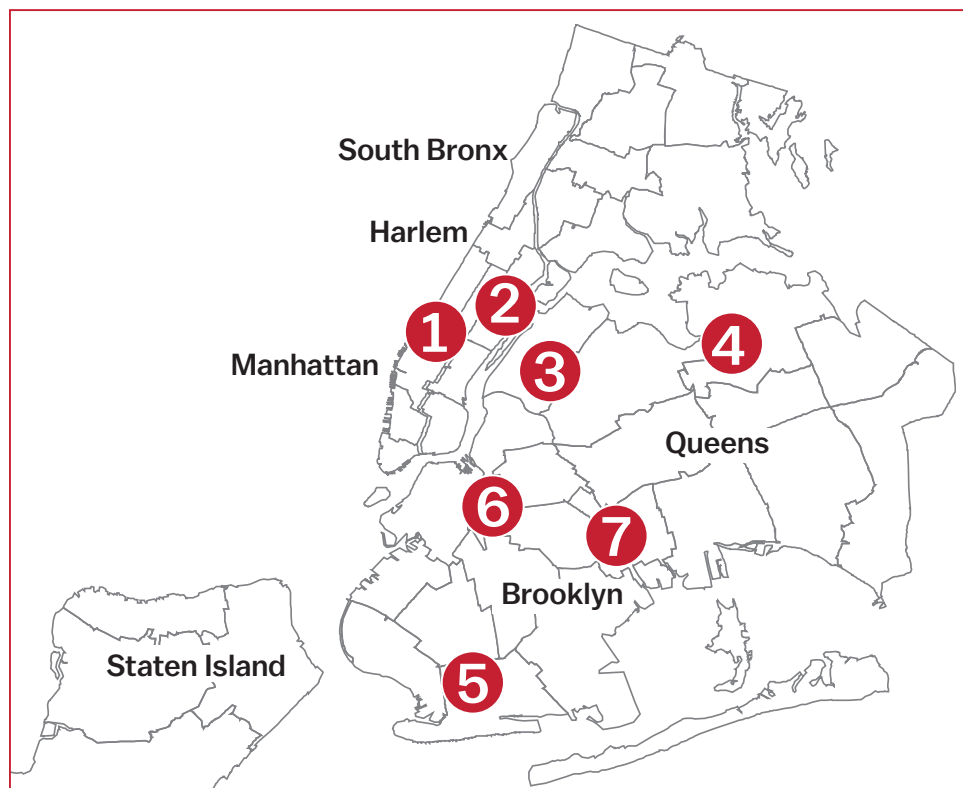 South Bronx
Harlem
2
1
4
Manhattan
3
Queens
6
7
Brooklyn
Staten Island
5